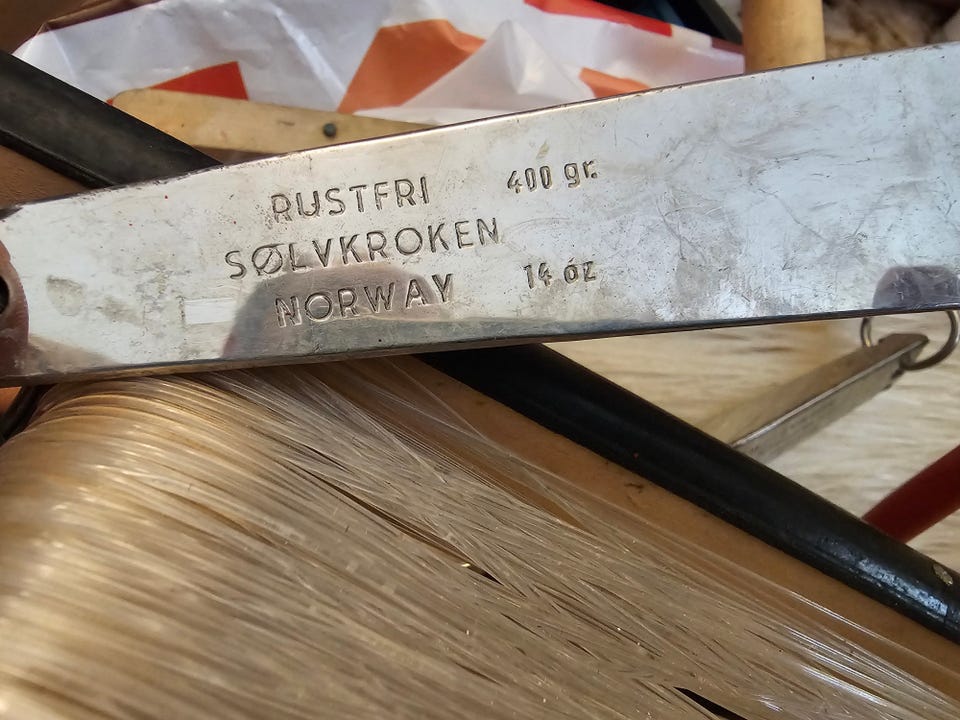 RUSTFRI 400 gr.
SØLVKROKEN
NORWAY 14 oz